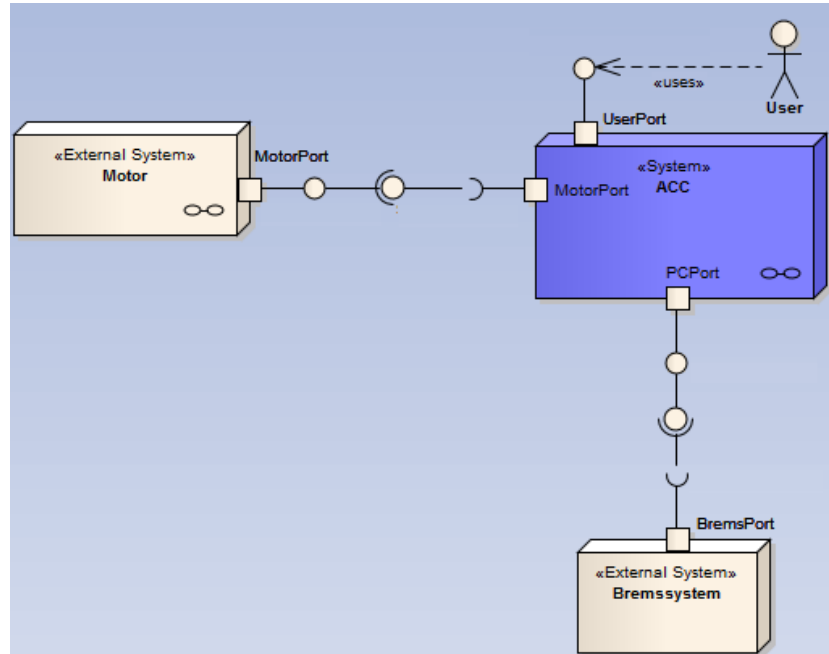 «uses»
User
UserPort
«External System»
Motor
MotorPort
«System»
ACC
MotorPort
PCPort
BremsPort
«External System»
Bremssystem